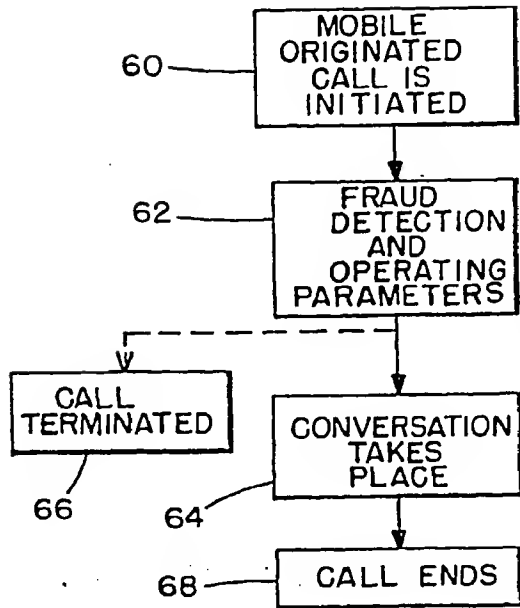 MOBILE
ORIGINATED
CALL IS
INITIATED
60
FRAUD
DETECTION
AND
OPERATING
PARAMETERS
62
CALL
TERMINATED
66
CONVERSATION
TAKES
PLACE
64
CALL ENDS
68